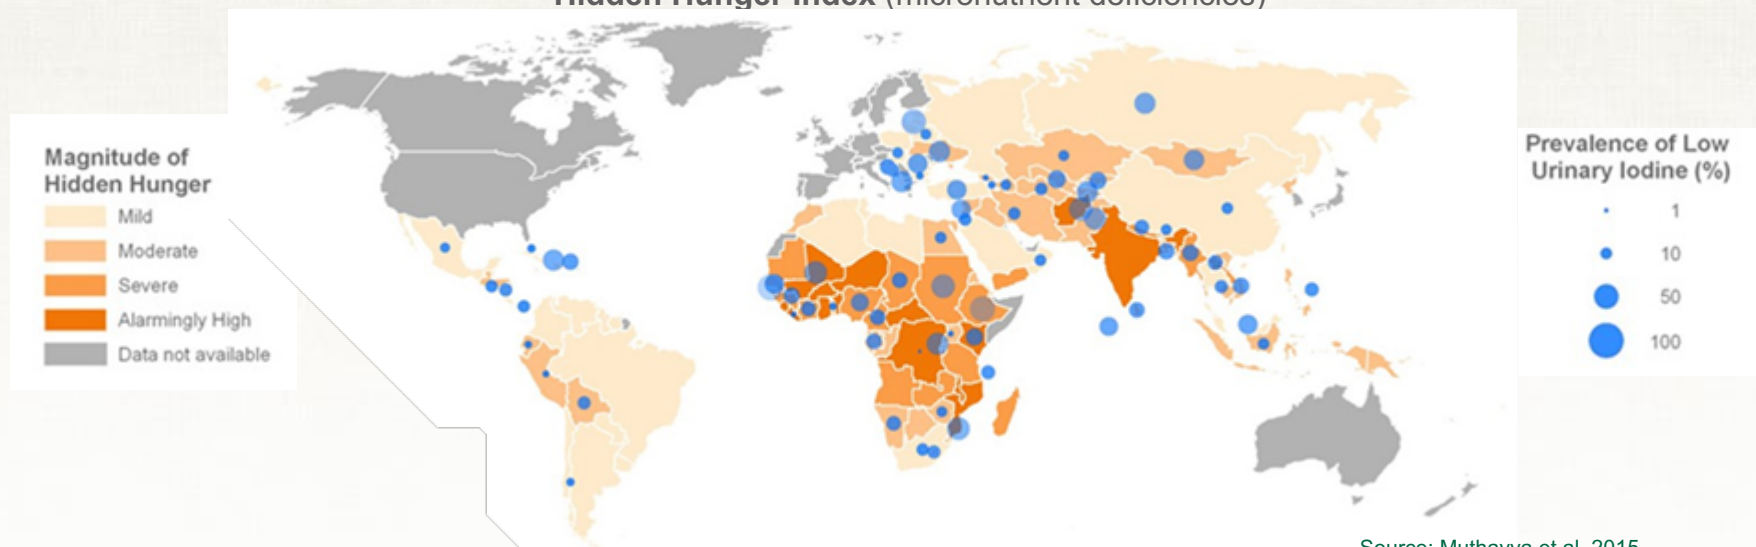 Hidden Hunger Index (micronutrient deficiencies)
Magnitude of
Hidden Hunger
Mild
Moderate
Severe
Alarmingly High
Data not available
Prevalence of Low
Urinary Iodine (%)
1
10
50
100
Source: Muthayya et al, 2015